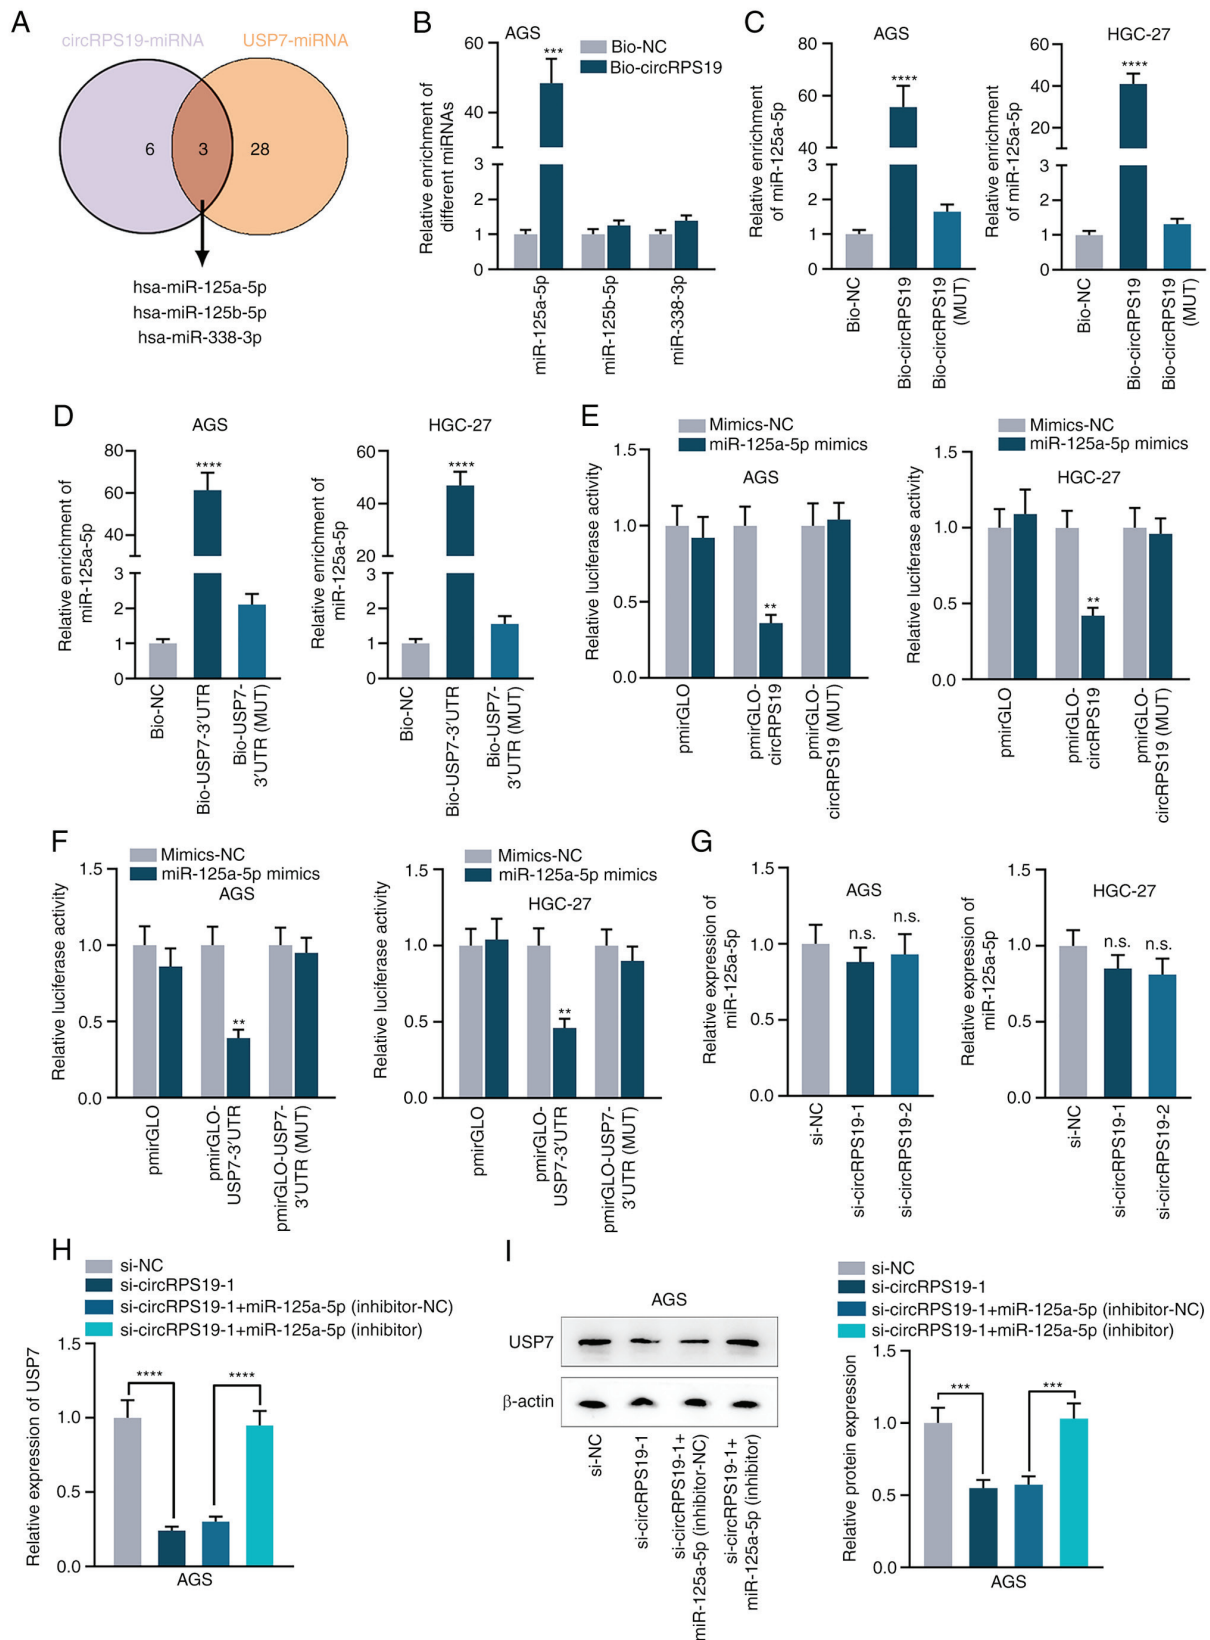 A
circRPS19-miRNA
USP7-miRNA
6
3
28
hsa-miR-125a-5p
hsa-miR-125b-5p
hsa-miR-338-3p
B
AGS
Bio-NC
Bio-circRPS19
Relative enrichment of
different miRNAs
60
40
3
2
1
0
***
miR-125a-5p
miR-125b-5p
miR-338-3p
C
AGS
Relative enrichment
of miR-125a-5p
80
60
40
3
2
1
0
****
Bio-NC
Bio-circRPS19
Bio-circRPS19
(MUT)
HGC-27
Relative enrichment
of miR-125a-5p
60
40
20
3
2
1
0
****
Bio-NC
Bio-circRPS19
Bio-circRPS19
(MUT)
D
AGS
Relative enrichment of
miR-125a-5p
80
60
40
3
2
1
0
****
Bio-NC
Bio-USP7-3′UTR
Bio-USP7-
3′UTR (MUT)
HGC-27
Relative enrichment of
miR-125a-5p
60
40
20
3
2
1
0
****
Bio-NC
Bio-USP7-3′UTR
Bio-USP7-
3′UTR (MUT)
E
Mimics-NC
miR-125a-5p mimics
AGS
Relative luciferase activity
1.5
1.0
0.5
0.0
**
pmirGLO
pmirGLO-
circRPS19
pmirGLO-
circRPS19 (MUT)
Mimics-NC
miR-125a-5p mimics
HGC-27
Relative luciferase activity
1.5
1.0
0.5
0.0
**
pmirGLO
pmirGLO-
circRPS19
pmirGLO-
circRPS19 (MUT)
F
Mimics-NC
miR-125a-5p mimics
AGS
Relative luciferase activity
1.5
1.0
0.5
0.0
**
pmirGLO
pmirGLO-
USP7-3′UTR
pmirGLO-USP7-
3′UTR (MUT)
Mimics-NC
miR-125a-5p mimics
HGC-27
Relative luciferase activity
1.5
1.0
0.5
0.0
**
pmirGLO
pmirGLO-
USP7-3′UTR
pmirGLO-USP7-
3′UTR (MUT)
G
AGS
Relative expression of
miR-125a-5p
1.5
1.0
0.5
0.0
n.s.
n.s.
si-NC
si-circRPS19-1
si-circRPS19-2
HGC-27
Relative expression of
miR-125a-5p
1.5
1.0
0.5
0.0
n.s.
n.s.
si-NC
si-circRPS19-1
si-circRPS19-2
H
si-NC
si-circRPS19-1
si-circRPS19-1+miR-125a-5p (inhibitor-NC)
si-circRPS19-1+miR-125a-5p (inhibitor)
Relative expression of USP7
1.5
1.0
0.5
0.0
****
****
AGS
I
AGS
USP7
β-actin
si-NC
si-circRPS19-1
si-circRPS19-1+
miR-125a-5p (inhibitor-NC)
si-circRPS19-1+
miR-125a-5p (inhibitor)
si-NC
si-circRPS19-1
si-circRPS19-1+miR-125a-5p (inhibitor-NC)
si-circRPS19-1+miR-125a-5p (inhibitor)
Relative protein expression
1.5
1.0
0.5
0.0
***
***
AGS